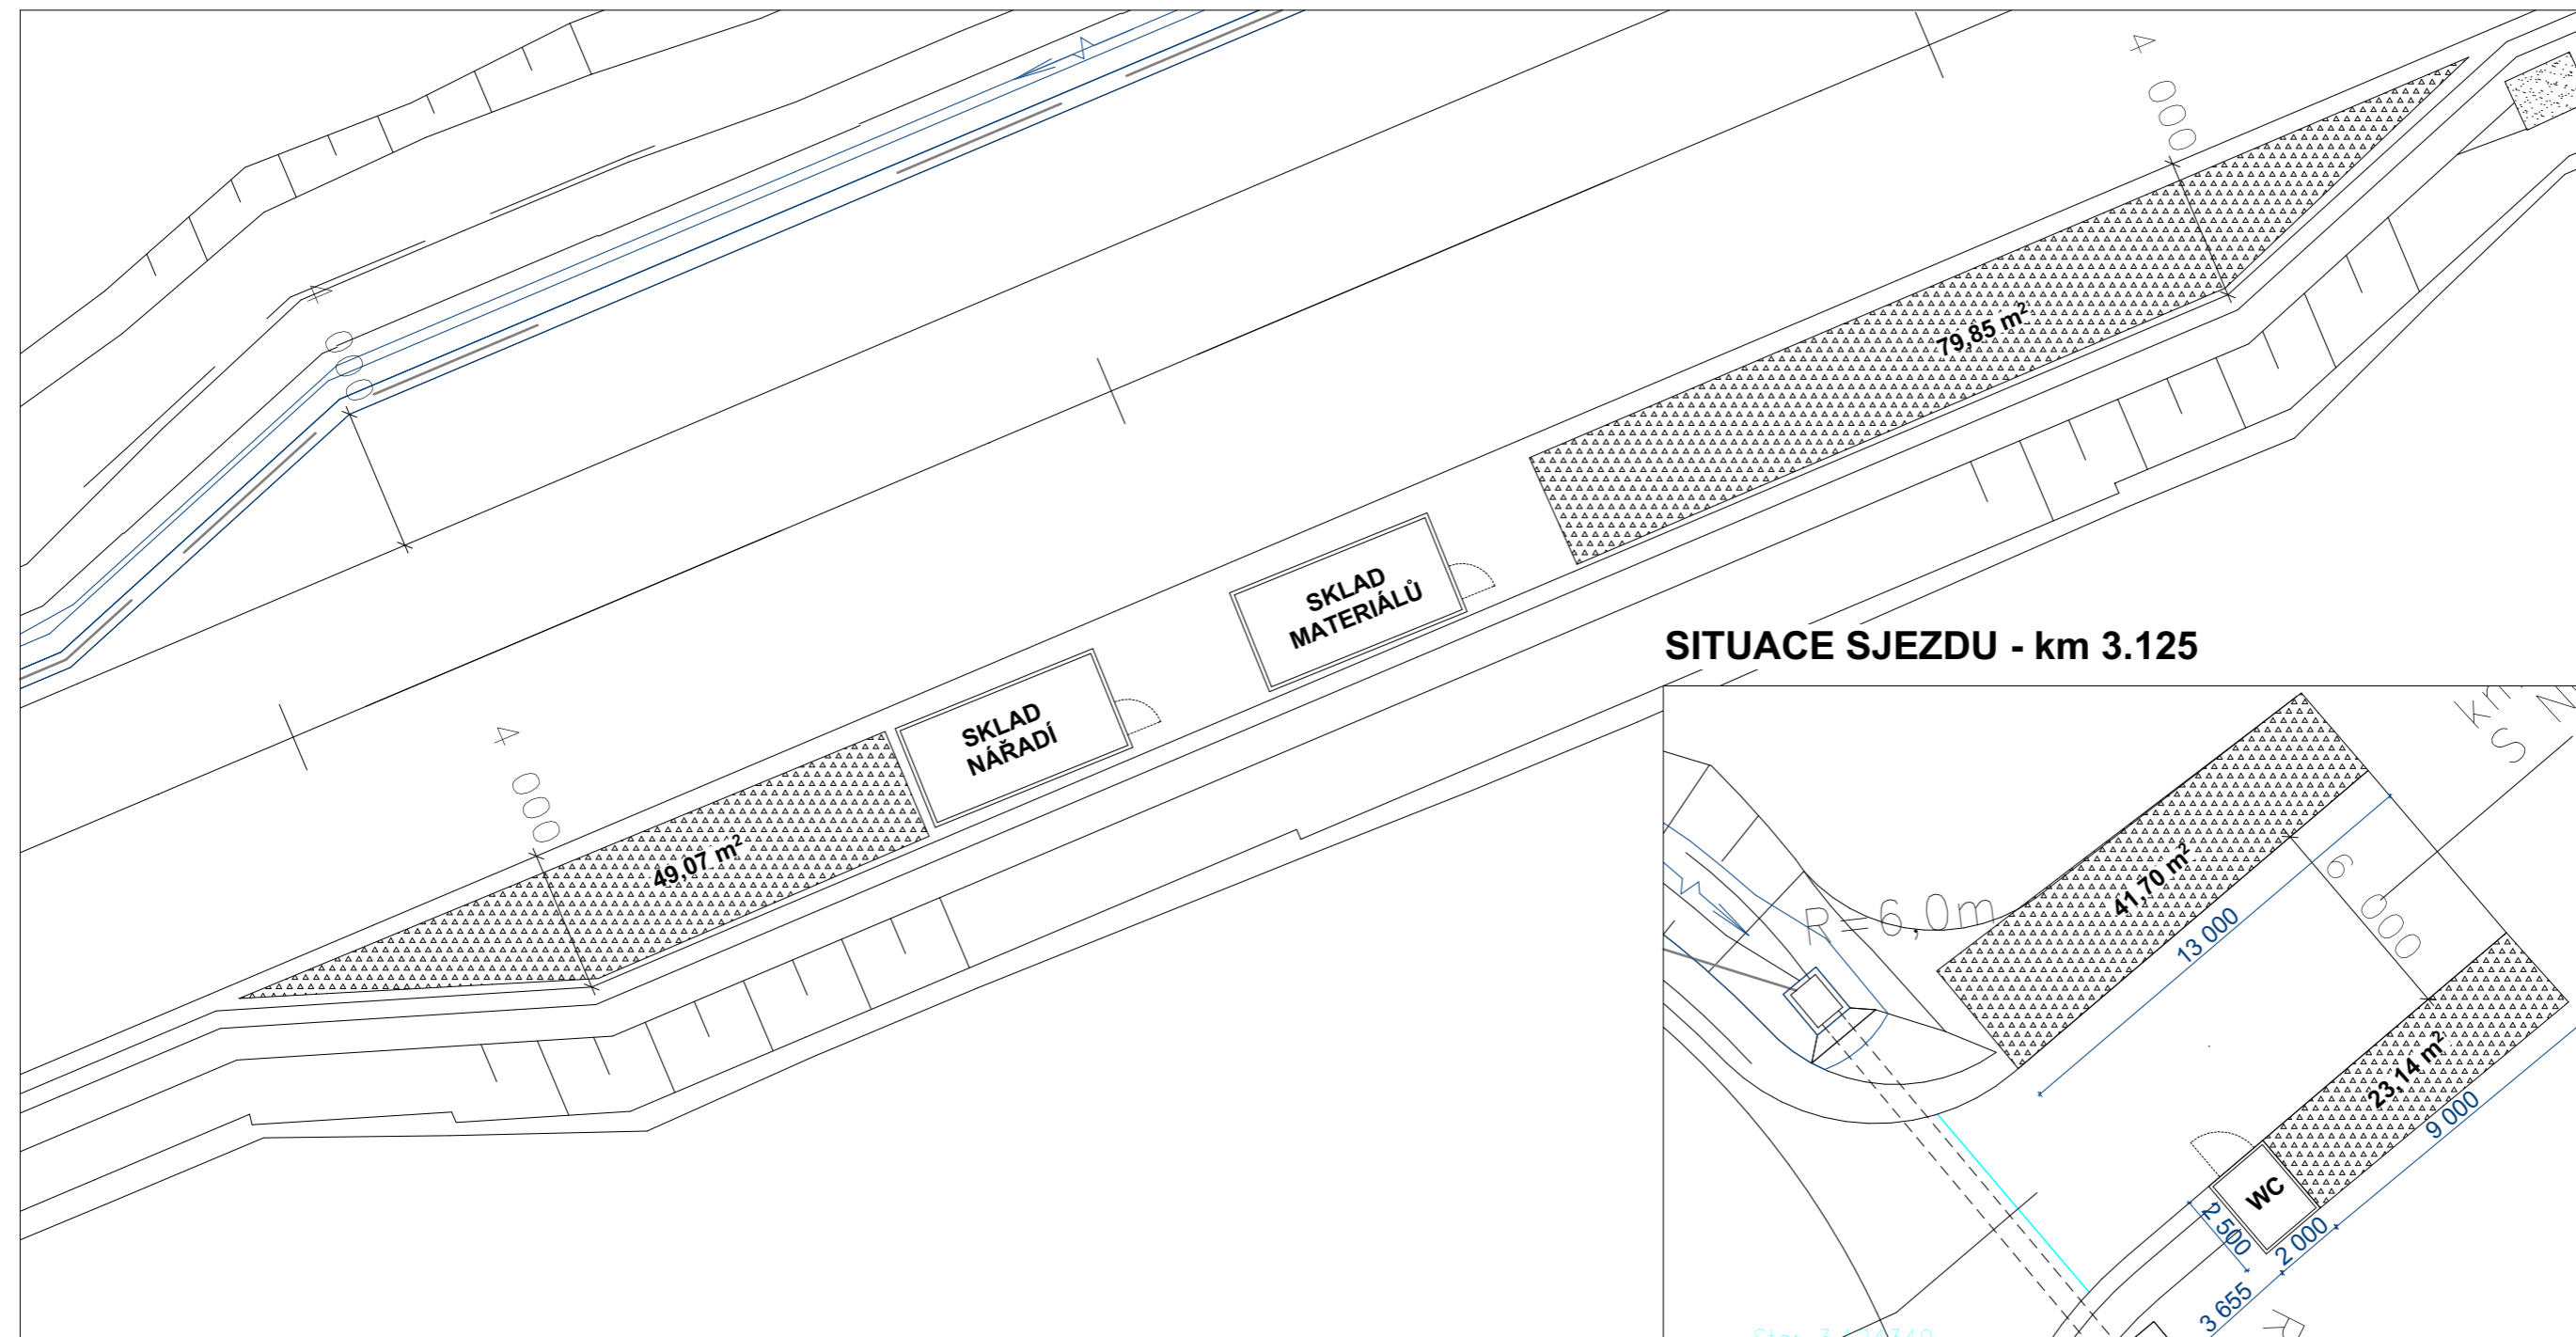 4 000
4 000
79,85 m²
SKLAD
MATERIÁLŮ
SITUACE SJEZDU - km 3.125
SKLAD
NÁŘADÍ
4 000
49,07 m²
41,70 m²
R=6,0m
13 000
6 000
23,14 m²
9 000
WC
2 500
2 000
3 655